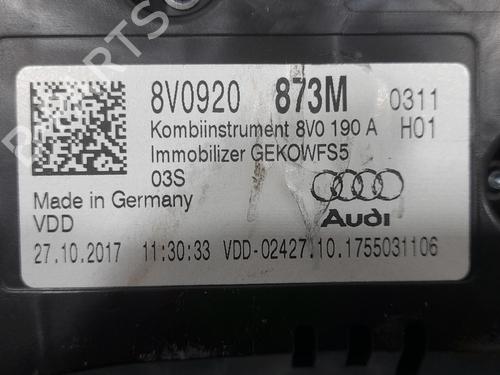 8V0920 873M 0311
Kombiinstrument 8V0 190 A H01
Immobilizer GEKOWFS5
03S
Made in Germany
VDD
Audi
27.10.2017 11:30:33 VDD-02427.10.1755031106